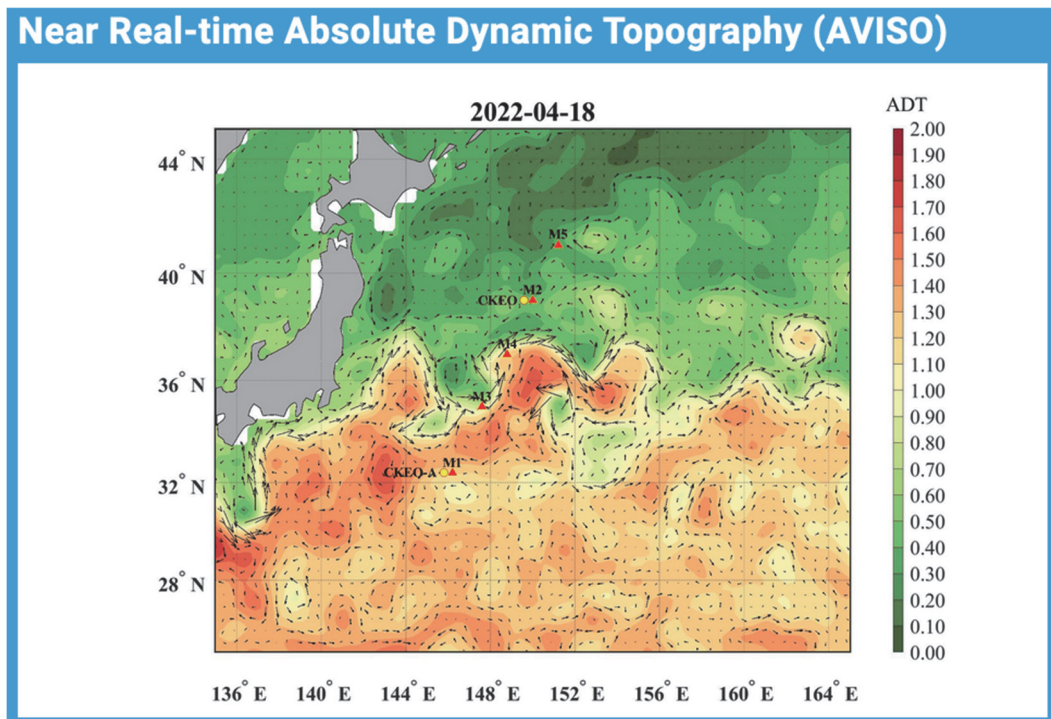 Near Real-time Absolute Dynamic Topography (AVISO)
2022-04-18
ADT
44° N
40° N
36° N
32° N
28° N
136° E
140° E
144° E
148° E
152° E
156° E
160° E
164° E
M5
M2
CKEO
M4
M3
M1
CKEO-A
2.00
1.90
1.80
1.70
1.60
1.50
1.40
1.30
1.20
1.10
1.00
0.90
0.80
0.70
0.60
0.50
0.40
0.30
0.20
0.10
0.00